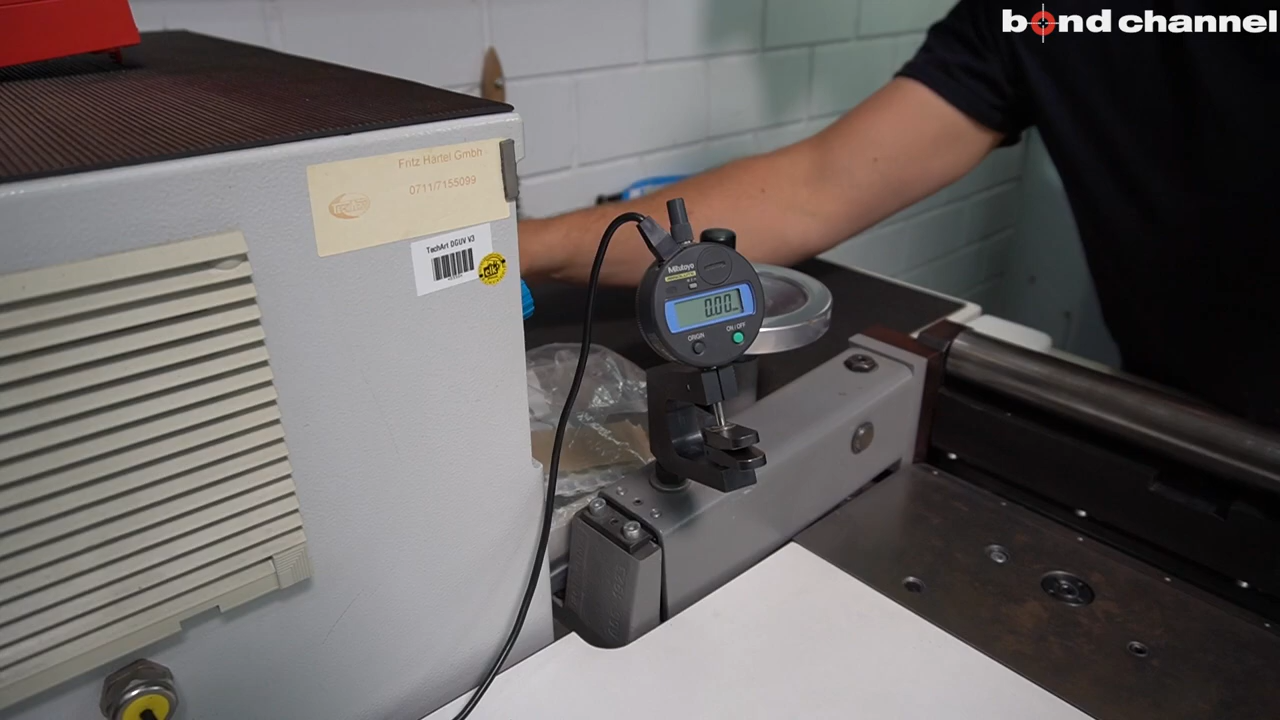 bond channel
Fritz Härtel Gmbh
0711/7155099
TechArt DGUV V3
Mitutoyo
0.00
ORIGIN
ON/OFF